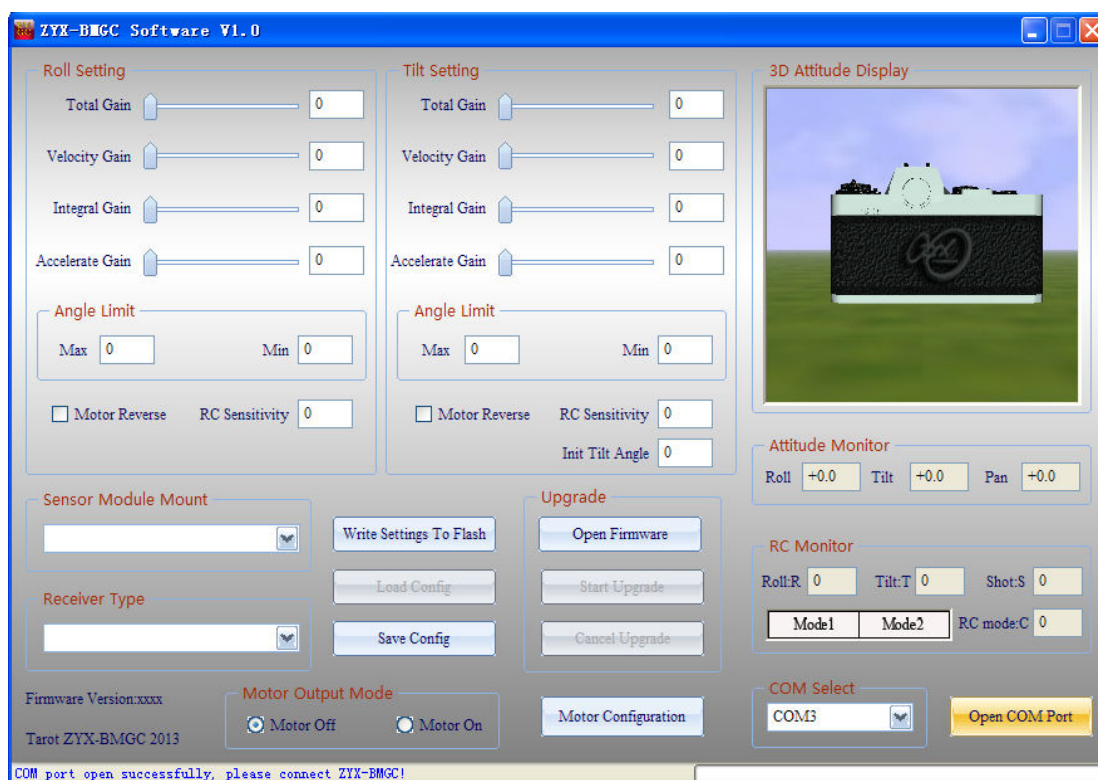 ZYX-BMGC Software V1.0
Roll Setting
Total Gain 0
Velocity Gain 0
Integral Gain 0
Accelerate Gain 0
Angle Limit
Max 0 Min 0
Motor Reverse RC Sensitivity 0
Tilt Setting
Total Gain 0
Velocity Gain 0
Integral Gain 0
Accelerate Gain 0
Angle Limit
Max 0 Min 0
Motor Reverse RC Sensitivity 0
Init Tilt Angle 0
3D Attitude Display
Attitude Monitor
Roll +0.0 Tilt +0.0 Pan +0.0
RC Monitor
Roll:R 0 Tilt:T 0 Shot:S 0
Mode1 Mode2 RC mode:C 0
Sensor Module Mount
Receiver Type
Write Settings To Flash
Load Config
Save Config
Upgrade
Open Firmware
Start Upgrade
Cancel Upgrade
Firmware Version:xxxx
Tarot ZYX-BMGC 2013
Motor Output Mode
Motor Off Motor On
Motor Configuration
COM Select
COM3
Open COM Port
COM port open successfully, please connect ZYX-BMGC!